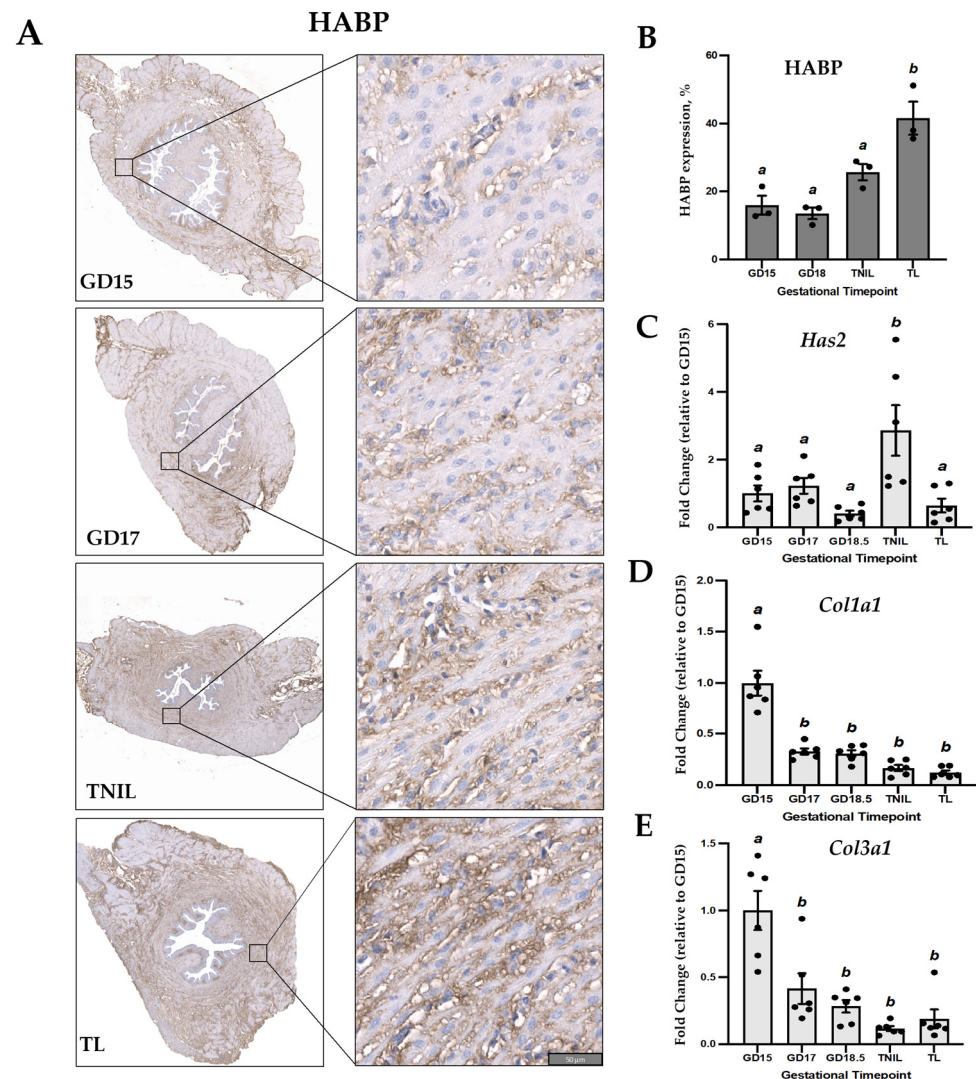 HABP
A
GD15
GD17
TNIL
TL
50 µm
B
HABP
HABP expression, %
60
40
20
0
a
a
a
b
GD15
GD18
TNIL
TL
Gestational Timepoint
C
Has2
Fold Change (relative to GD15)
6
4
2
0
a
a
a
b
a
GD15
GD17
GD18.5
TNIL
TL
Gestational Timepoint
D
Col1a1
Fold Change (relative to GD15)
2.0
1.5
1.0
0.5
0.0
a
b
b
b
b
GD15
GD17
GD18.5
TNIL
TL
Gestational Timepoint
E
Col3a1
Fold Change (relative to GD15)
1.5
1.0
0.5
0.0
a
b
b
b
b
GD15
GD17
GD18.5
TNIL
TL
Gestational Timepoint